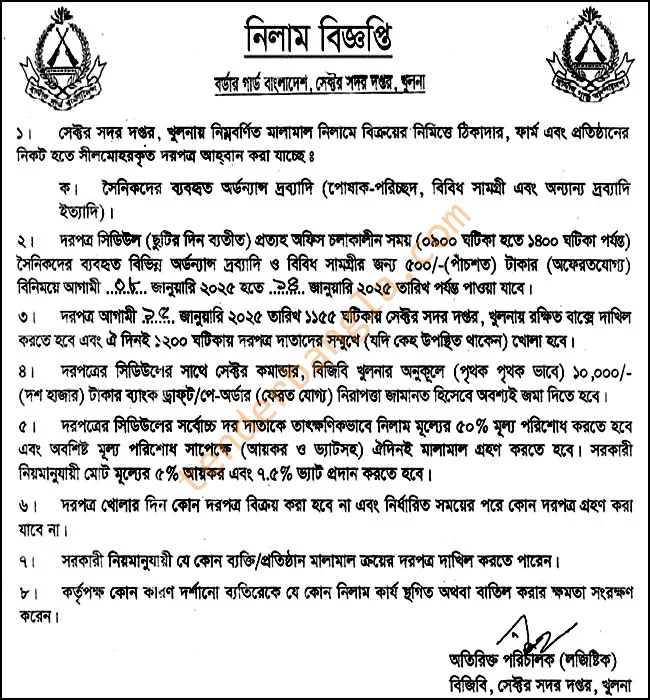 নিলাম বিজ্ঞপ্তি
বর্ডার গার্ড বাংলাদেশ, সেক্টর সদর দপ্তর, খুলনা
১। সেক্টর সদর দপ্তর, খুলনায় নিম্নবর্ণিত মালামাল নিলামে বিক্রয়ের নিমিত্তে ঠিকাদার, ফার্ম এবং প্রতিষ্ঠানের
নিকট হতে সীলমোহরকৃত দরপত্র আহ্বান করা যাচ্ছেঃ
ক। সৈনিকদের ব্যবহৃত অর্ডন্যান্স দ্রব্যাদি (পোষাক-পরিচ্ছদ, বিবিধ সামগ্রী এবং অন্যান্য দ্রব্যাদি
ইত্যাদি)।
২। দরপত্র সিডিউল (ছুটির দিন ব্যতীত) প্রত্যহ অফিস চলাকালীন সময় (০৯০০ ঘটিকা হতে ১৪০০ ঘটিকা পর্যন্ত)
সৈনিকদের ব্যবহৃত বিভিন্ন অর্ডন্যান্স দ্রব্যাদি ও বিবিধ সামগ্রীর জন্য ৫০০/-(পাঁচশত) টাকার (অফেরতযোগ্য)
বিনিময়ে আগামী জানুয়ারি ২০২৫ হতে জানুয়ারি ২০২৫ তারিখ পর্যন্ত পাওয়া যাবে।
৩। দরপত্র আগামী জানুয়ারি ২০২৫ তারিখ ১১৫৫ ঘটিকায় সেক্টর সদর দপ্তর, খুলনায় রক্ষিত বাক্সে দাখিল
করতে হবে এবং ঐ দিনই ১২০০ ঘটিকায় দরপত্র দাতাদের সম্মুখে (যদি কেহ উপস্থিত থাকেন) খোলা হবে।
৪। দরপত্রের সিডিউলের সাথে সেক্টর কমান্ডার, বিজিবি খুলনার অনুকূলে (পৃথক পৃথক ভাবে) ১০,০০০/-
(দশ হাজার) টাকার ব্যাংক ড্রাফ্ট/পে-অর্ডার (ফেরত যোগ্য) নিরাপত্তা জামানত হিসেবে অবশ্যই জমা দিতে হবে।
৫। দরপত্রের সিডিউলের সর্বোচ্চ দর দাতাকে তাৎক্ষণিকভাবে নিলাম মূল্যের ৫০% মূল্য পরিশোধ করতে হবে
এবং অবশিষ্ট মূল্য পরিশোধ সাপেক্ষে (আয়কর ও ভ্যাটসহ) ঐদিনই মালামাল গ্রহণ করতে হবে। সরকারী
নিয়মানুযায়ী মোট মূল্যের ৫% আয়কর এবং ৭.৫% ভ্যাট প্রদান করতে হবে।
৬। দরপত্র খোলার দিন কোন দরপত্র বিক্রয় করা হবে না এবং নির্ধারিত সময়ের পরে কোন দরপত্র গ্রহণ করা
যাবে না।
৭। সরকারী নিয়মানুযায়ী যে কোন ব্যক্তি/প্রতিষ্ঠান মালামাল ক্রয়ের দরপত্র দাখিল করতে পারেন।
৮। কর্তৃপক্ষ কোন কারণ দর্শানো ব্যতিরেকে যে কোন নিলাম কার্য স্থগিত অথবা বাতিল করার ক্ষমতা সংরক্ষণ
করেন।
অতিরিক্ত পরিচালক (লজিষ্টিক)
বিজিবি, সেক্টর সদর দপ্তর, খুলনা
tenderbangla.com